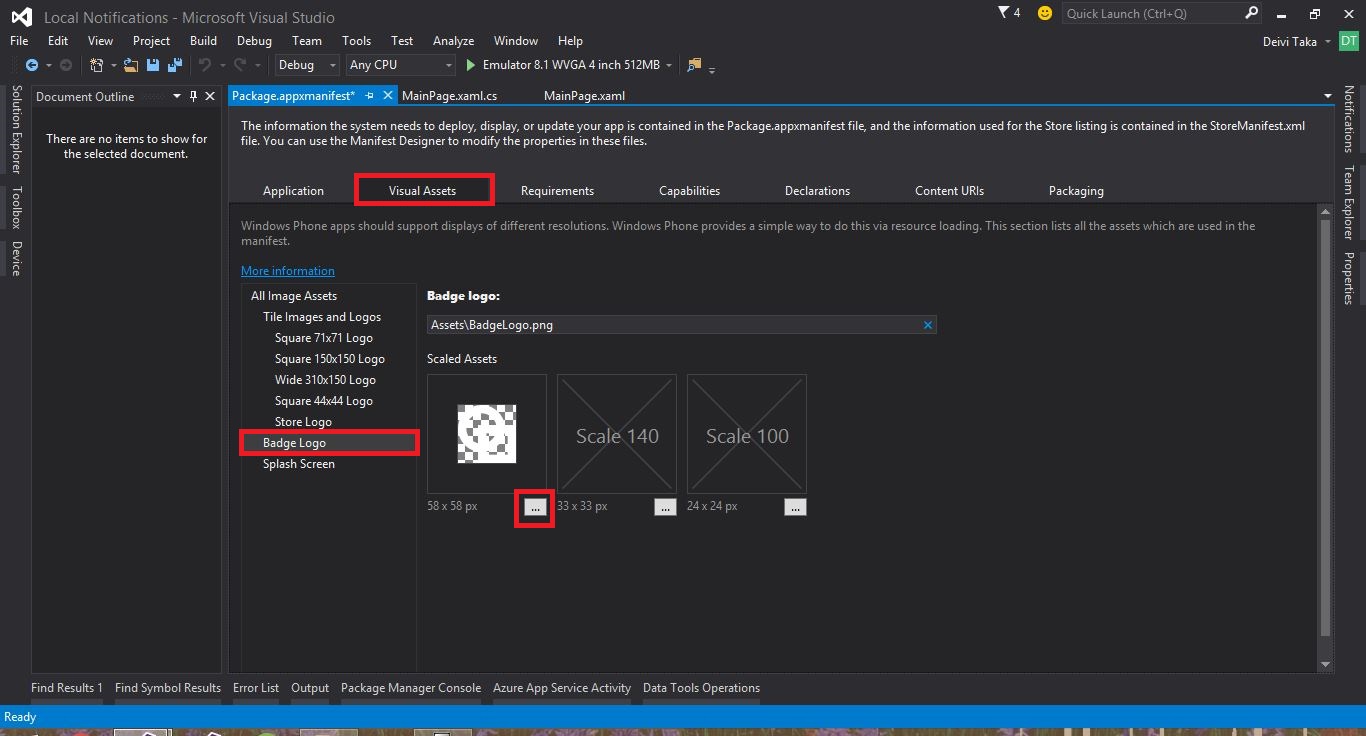 Local Notifications - Microsoft Visual Studio
4
Quick Launch (Ctrl+Q)
File Edit View Project Build Debug Team Tools Test Analyze Window Help
Deivi Taka
DT
Debug
Any CPU
Emulator 8.1 WVGA 4 inch 512MB
Solution Explorer
Toolbox
Device
Document Outline
There are no items to show for
the selected document.
Package.appxmanifest*
MainPage.xaml.cs
MainPage.xaml
The information the system needs to deploy, display, or update your app is contained in the Package.appxmanifest file, and the information used for the Store listing is contained in the StoreManifest.xml
file. You can use the Manifest Designer to modify the properties in these files.
Application
Visual Assets
Requirements
Capabilities
Declarations
Content URIs
Packaging
Windows Phone apps should support displays of different resolutions. Windows Phone provides a simple way to do this via resource loading. This section lists all the assets which are used in the
manifest.
More information
All Image Assets
Tile Images and Logos
Square 71x71 Logo
Square 150x150 Logo
Wide 310x150 Logo
Square 44x44 Logo
Store Logo
Badge Logo
Splash Screen
Badge logo:
Assets\BadgeLogo.png
Scaled Assets
Scale 140
Scale 100
58 x 58 px
...
33 x 33 px
...
24 x 24 px
...
Notifications
Team Explorer
Properties
Find Results 1
Find Symbol Results
Error List
Output
Package Manager Console
Azure App Service Activity
Data Tools Operations
Ready